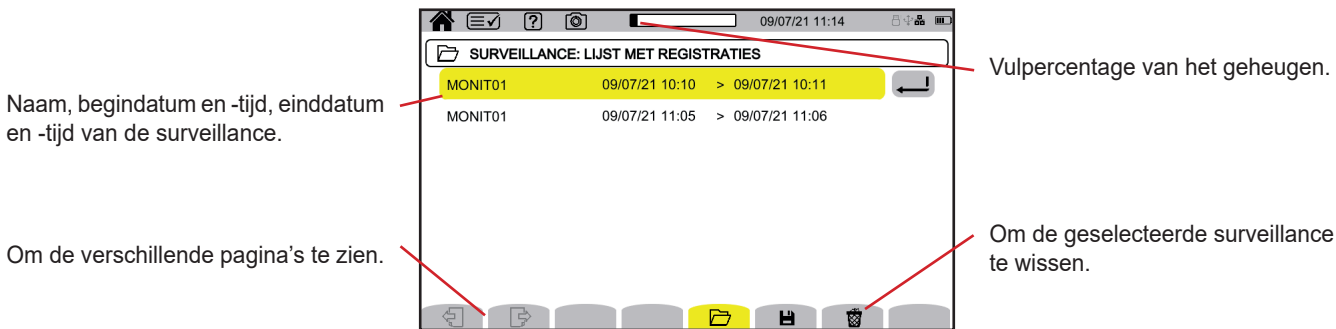 09/07/21 11:14
SURVEILLANCE: LIJST MET REGISTRATIES
MONIT01 09/07/21 10:10 > 09/07/21 10:11
MONIT01 09/07/21 11:05 > 09/07/21 11:06
Naam, begindatum en -tijd, einddatum
en -tijd van de surveillance.
Om de verschillende pagina's te zien.
Vulpercentage van het geheugen.
Om de geselecteerde surveillance
te wissen.